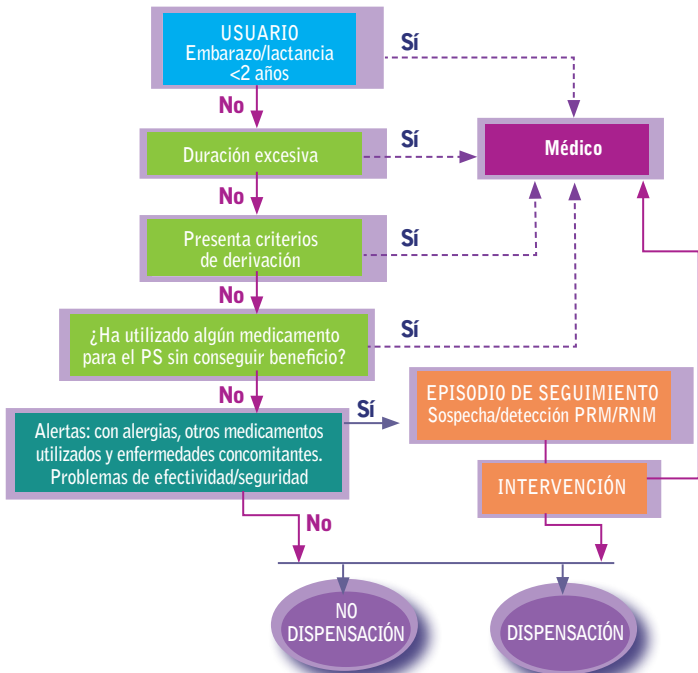 USUARIO
Embarazo/lactancia
<2 años
Sí
No
Duración excesiva
Sí
Médico
No
Presenta criterios
de derivación
Sí
No
¿Ha utilizado algún medicamento
para el PS sin conseguir beneficio?
Sí
No
Alertas: con alergias, otros medicamentos
utilizados y enfermedades concomitantes.
Problemas de efectividad/seguridad
Sí
EPISODIO DE SEGUIMIENTO
Sospecha/detección PRM/RNM
INTERVENCIÓN
No
NO
DISPENSACIÓN
DISPENSACIÓN